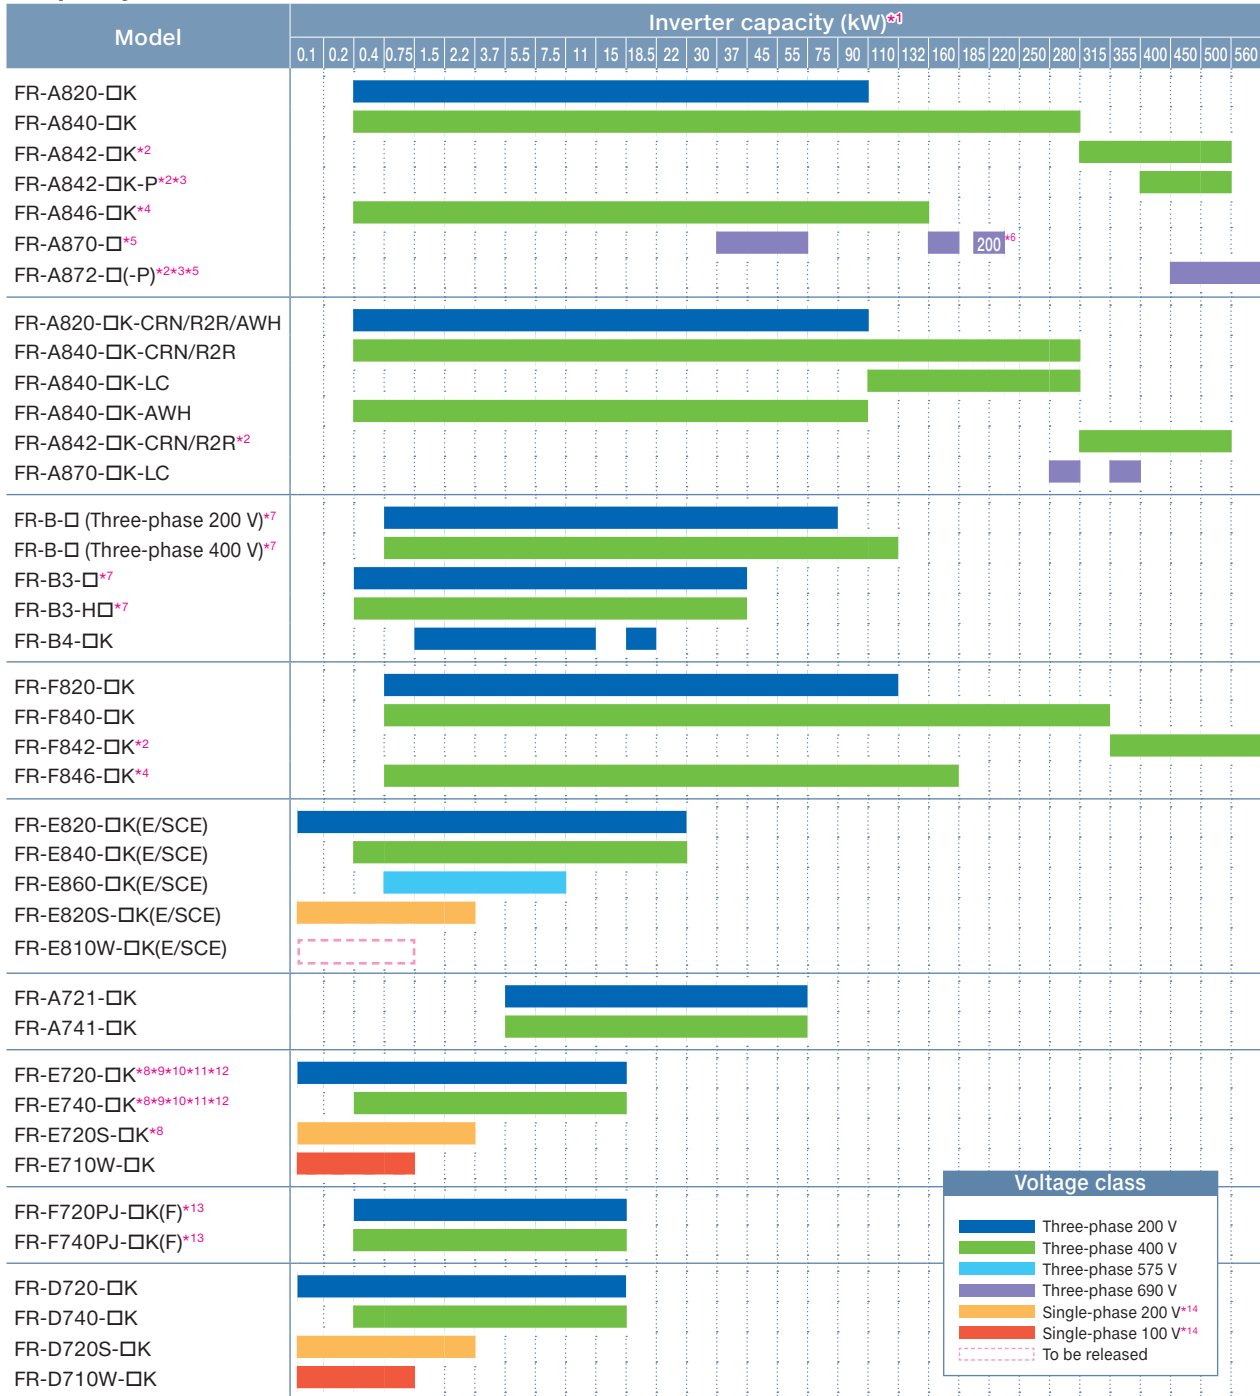 Model
Inverter capacity (kW)*1
0.1 0.2 0.4 0.75 1.5 2.2 3.7 5.5 7.5 11 15 18.5 22 30 37 45 55 75 90 110 132 160 185 220 250 280 315 355 400 450 500 560
FR-A820-□K
FR-A840-□K
FR-A842-□K*2
FR-A842-□K-P*2*3
FR-A846-□K*4
FR-A870-□*5
200*6
FR-A872-□(-P)*2*3*5
FR-A820-□K-CRN/R2R/AWH
FR-A840-□K-CRN/R2R
FR-A840-□K-LC
FR-A840-□K-AWH
FR-A842-□K-CRN/R2R*2
FR-A870-□K-LC
FR-B-□ (Three-phase 200 V)*7
FR-B-□ (Three-phase 400 V)*7
FR-B3-□*7
FR-B3-H□*7
FR-B4-□K
FR-F820-□K
FR-F840-□K
FR-F842-□K*2
FR-F846-□K*4
FR-E820-□K(E/SCE)
FR-E840-□K(E/SCE)
FR-E860-□K(E/SCE)
FR-E820S-□K(E/SCE)
FR-E810W-□K(E/SCE)
FR-A721-□K
FR-A741-□K
FR-E720-□K*8*9*10*11*12
FR-E740-□K*8*9*10*11*12
FR-E720S-□K*8
FR-E710W-□K
FR-F720PJ-□K(F)*13
FR-F740PJ-□K(F)*13
FR-D720-□K
FR-D740-□K
FR-D720S-□K
FR-D710W-□K
Voltage class
Three-phase 200 V
Three-phase 400 V
Three-phase 575 V
Three-phase 690 V
Single-phase 200 V*14
Single-phase 100 V*14
To be released